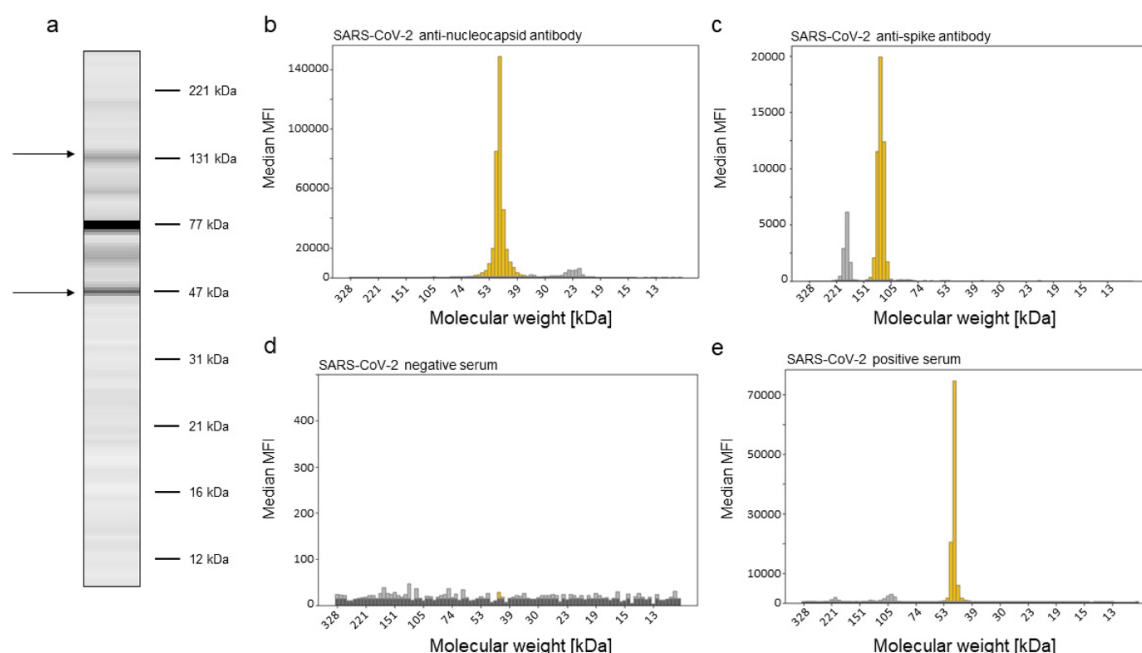 a
221 kDa
131 kDa
77 kDa
47 kDa
31 kDa
21 kDa
16 kDa
12 kDa
b
SARS-CoV-2 anti-nucleocapsid antibody
Median MFI
140000
120000
100000
80000
60000
40000
20000
0
328 221 151 105 74 53 39 30 23 19 15 13
Molecular weight [kDa]
c
SARS-CoV-2 anti-spike antibody
Median MFI
20000
15000
10000
5000
0
328 221 151 105 74 53 39 30 23 19 15 13
Molecular weight [kDa]
d
SARS-CoV-2 negative serum
Median MFI
400
300
200
100
0
328 221 151 105 74 53 39 30 23 19 15 13
Molecular weight [kDa]
e
SARS-CoV-2 positive serum
Median MFI
70000
60000
50000
30000
20000
10000
0
328 221 151 105 74 53 39 30 23 19 15 13
Molecular weight [kDa]